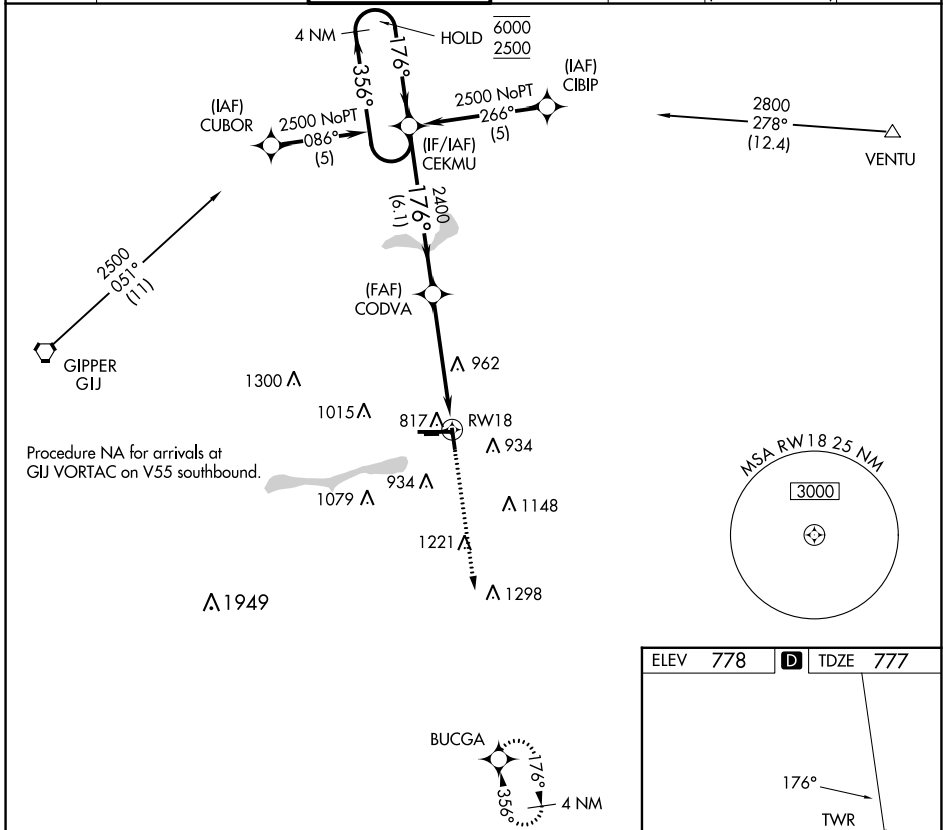 4 NM
HOLD
6000
2500
176°
356°
(IAF)
CUBOR
2500 NoPT
086°
(5)
(IAF)
CIBIP
2500 NoPT
266°
(5)
(IF/IAF)
CEKMU
2800
278°
(12.4)
VENTU
2400
176°
(6.1)
2500
051°
(11)
GIPPER
GIJ
(FAF)
CODVA
962
1300
1015
817
RW18
934
Procedure NA for arrivals at
GIJ VORTAC on V55 southbound.
934
1079
1148
1221
1298
1949
MSA RW18 25 NM
3000
ELEV 778 D TDZE 777
176°
TWR
BUCGA
176°
356°
4 NM